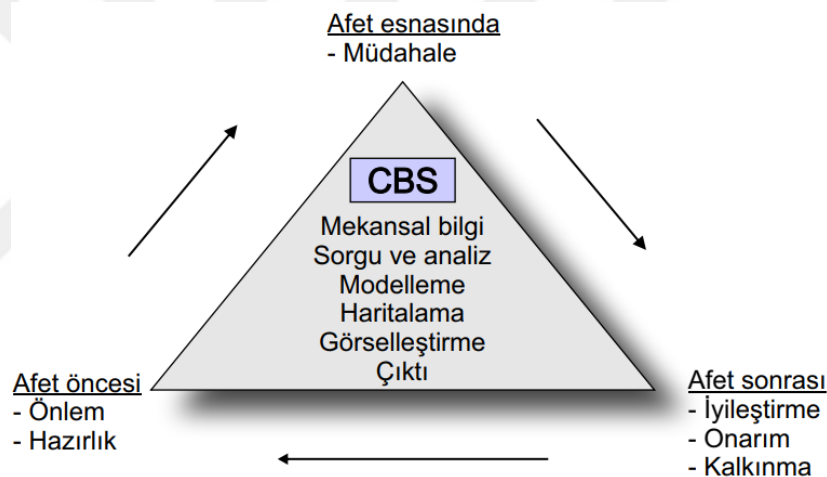 Afet esnasında
- Müdahale
CBS
Mekansal bilgi
Sorgu ve analiz
Modelleme
Haritalama
Görselleştirme
Çıktı
Afet öncesi
- Önlem
- Hazırlık
Afet sonrası
- İyileştirme
- Onarım
- Kalkınma